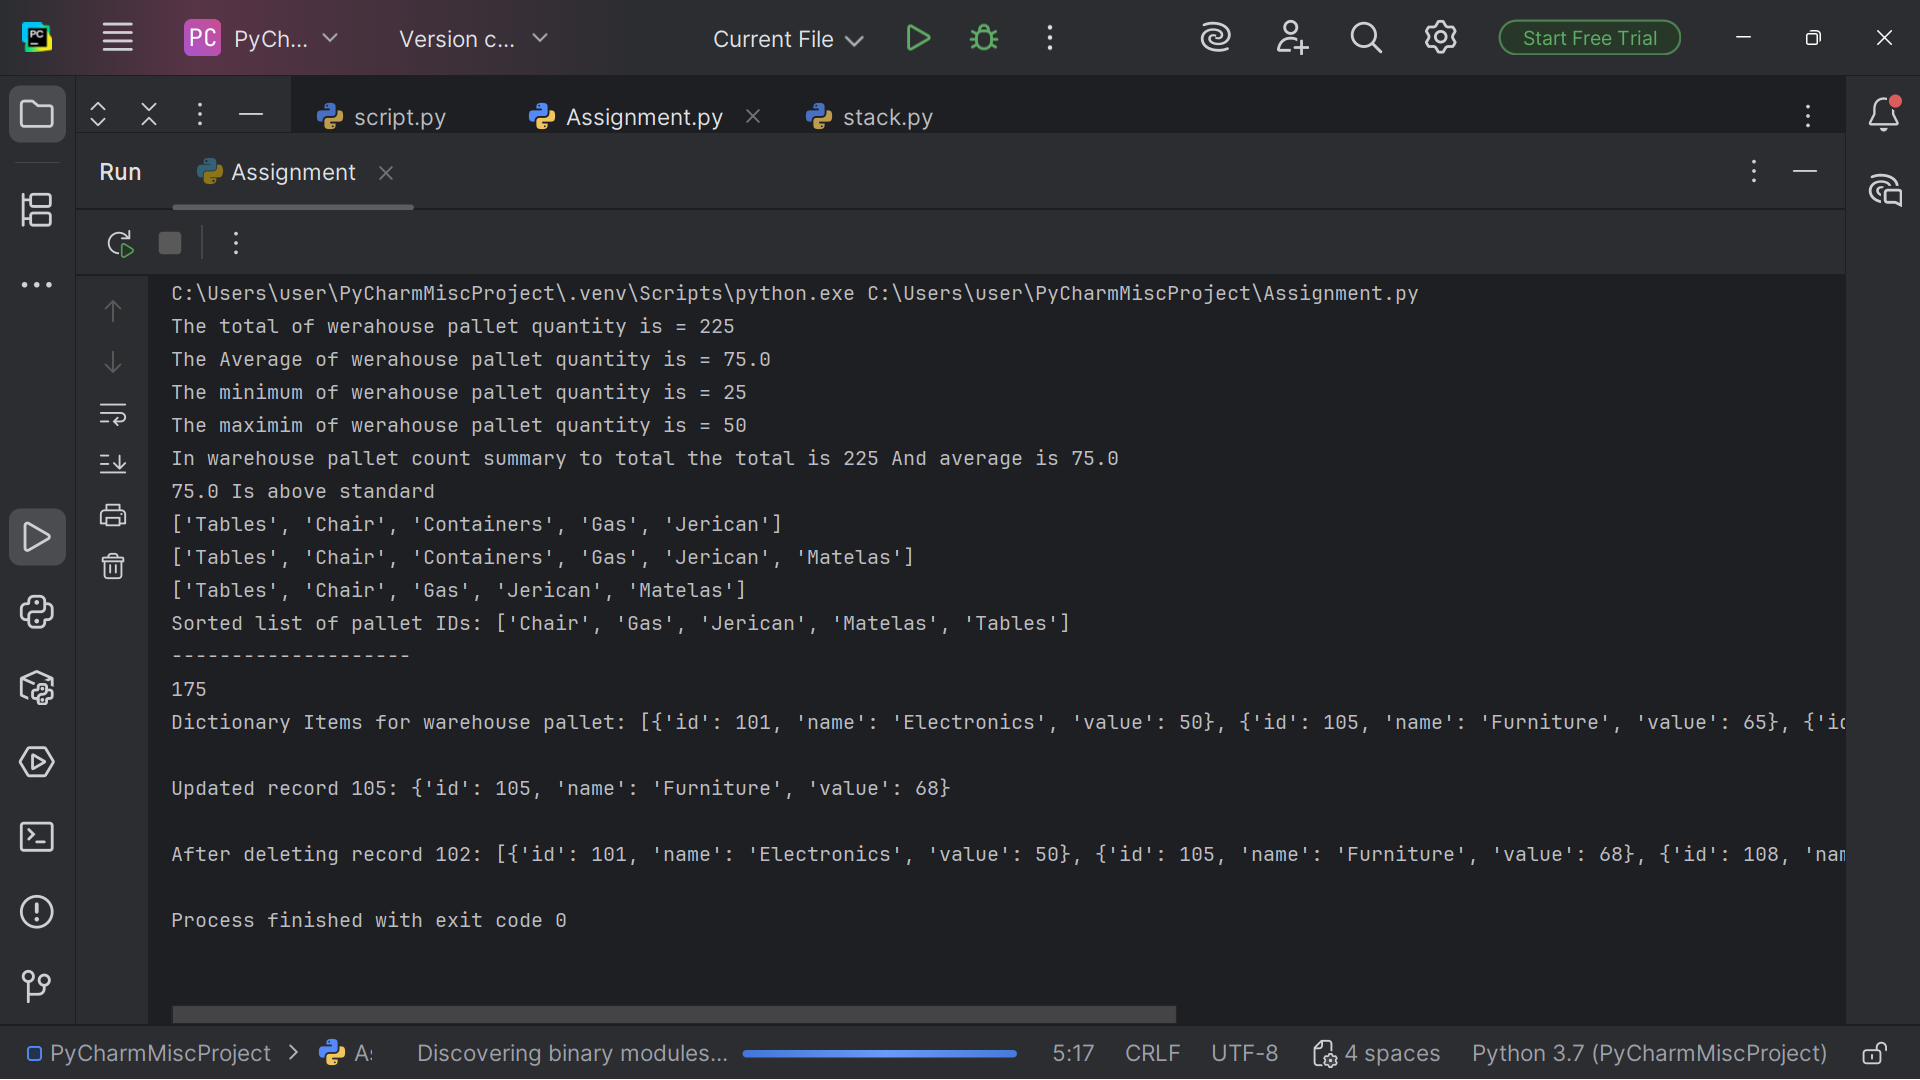 PC PyCh... Version c... Current File Start Free Trial
script.py Assignment.py stack.py
Run Assignment
C:\Users\user\PyCharmMiscProject\.venv\Scripts\python.exe C:\Users\user\PyCharmMiscProject\Assignment.py
The total of werahouse pallet quantity is = 225
The Average of werahouse pallet quantity is = 75.0
The minimum of werahouse pallet quantity is = 25
The maximim of werahouse pallet quantity is = 50
In warehouse pallet count summary to total the total is 225 And average is 75.0
75.0 Is above standard
['Tables', 'Chair', 'Containers', 'Gas', 'Jerican']
['Tables', 'Chair', 'Containers', 'Gas', 'Jerican', 'Matelas']
['Tables', 'Chair', 'Gas', 'Jerican', 'Matelas']
Sorted list of pallet IDs: ['Chair', 'Gas', 'Jerican', 'Matelas', 'Tables']
--------------------
175
Dictionary Items for warehouse pallet: [{'id': 101, 'name': 'Electronics', 'value': 50}, {'id': 105, 'name': 'Furniture', 'value': 65}, {'id
Updated record 105: {'id': 105, 'name': 'Furniture', 'value': 68}
After deleting record 102: [{'id': 101, 'name': 'Electronics', 'value': 50}, {'id': 105, 'name': 'Furniture', 'value': 68}, {'id': 108, 'nam
Process finished with exit code 0
PyCharmMiscProject > As Discovering binary modules... 5:17 CRLF UTF-8 4 spaces Python 3.7 (PyCharmMiscProject)